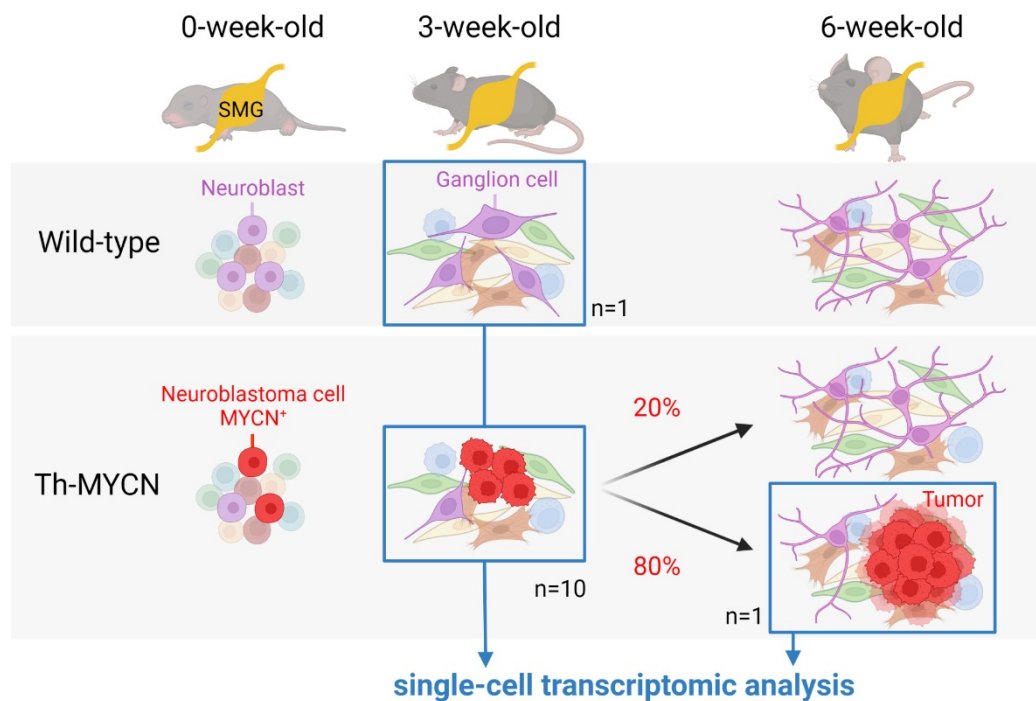 0-week-old
3-week-old
6-week-old
SMG
Wild-type
Neuroblast
Ganglion cell
n=1
Th-MYCN
Neuroblastoma cell
MYCN⁺
20%
80%
n=10
Tumor
n=1
single-cell transcriptomic analysis